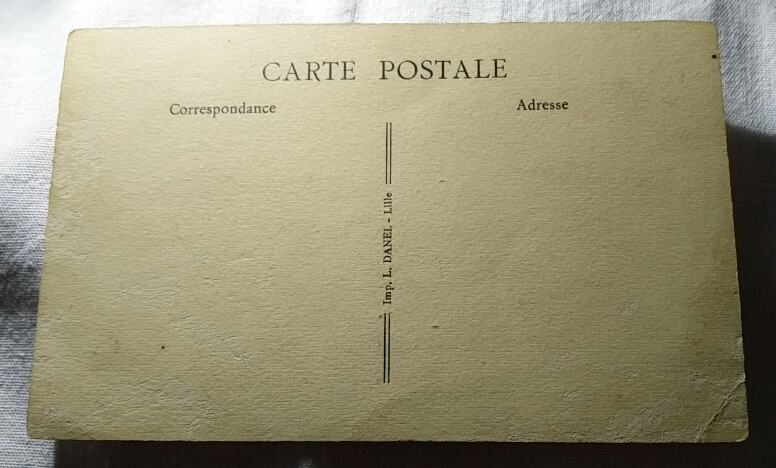 CARTE POSTALE
Correspondance
Adresse
Imp. L. DANEL - Lille